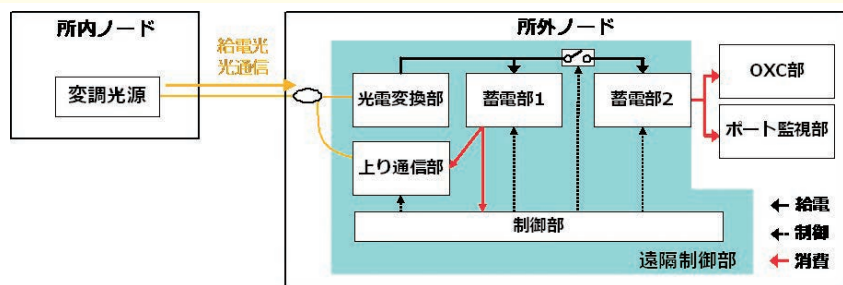 所内ノード
変調光源
給電光
光通信
所外ノード
光電変換部
蓄電部1
蓄電部2
OXC部
ポート監視部
上り通信部
制御部
遠隔制御部
給電
制御
消費